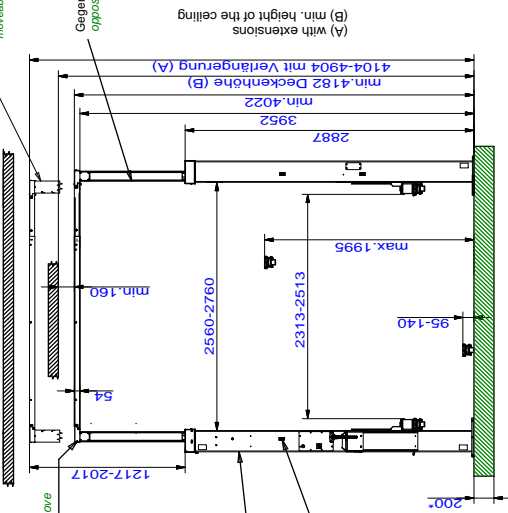 moveable
Gegen
oppos
(A) with extensions
(B) min. height of the ceiling
4104-4904 mit Verlängerung (A)
min.4182 Deckenhöhe (B)
min.4022
3952
2887
min.160
54
2560-2760
max.1995
2313-2513
95-140
1217-2017
ove
200*